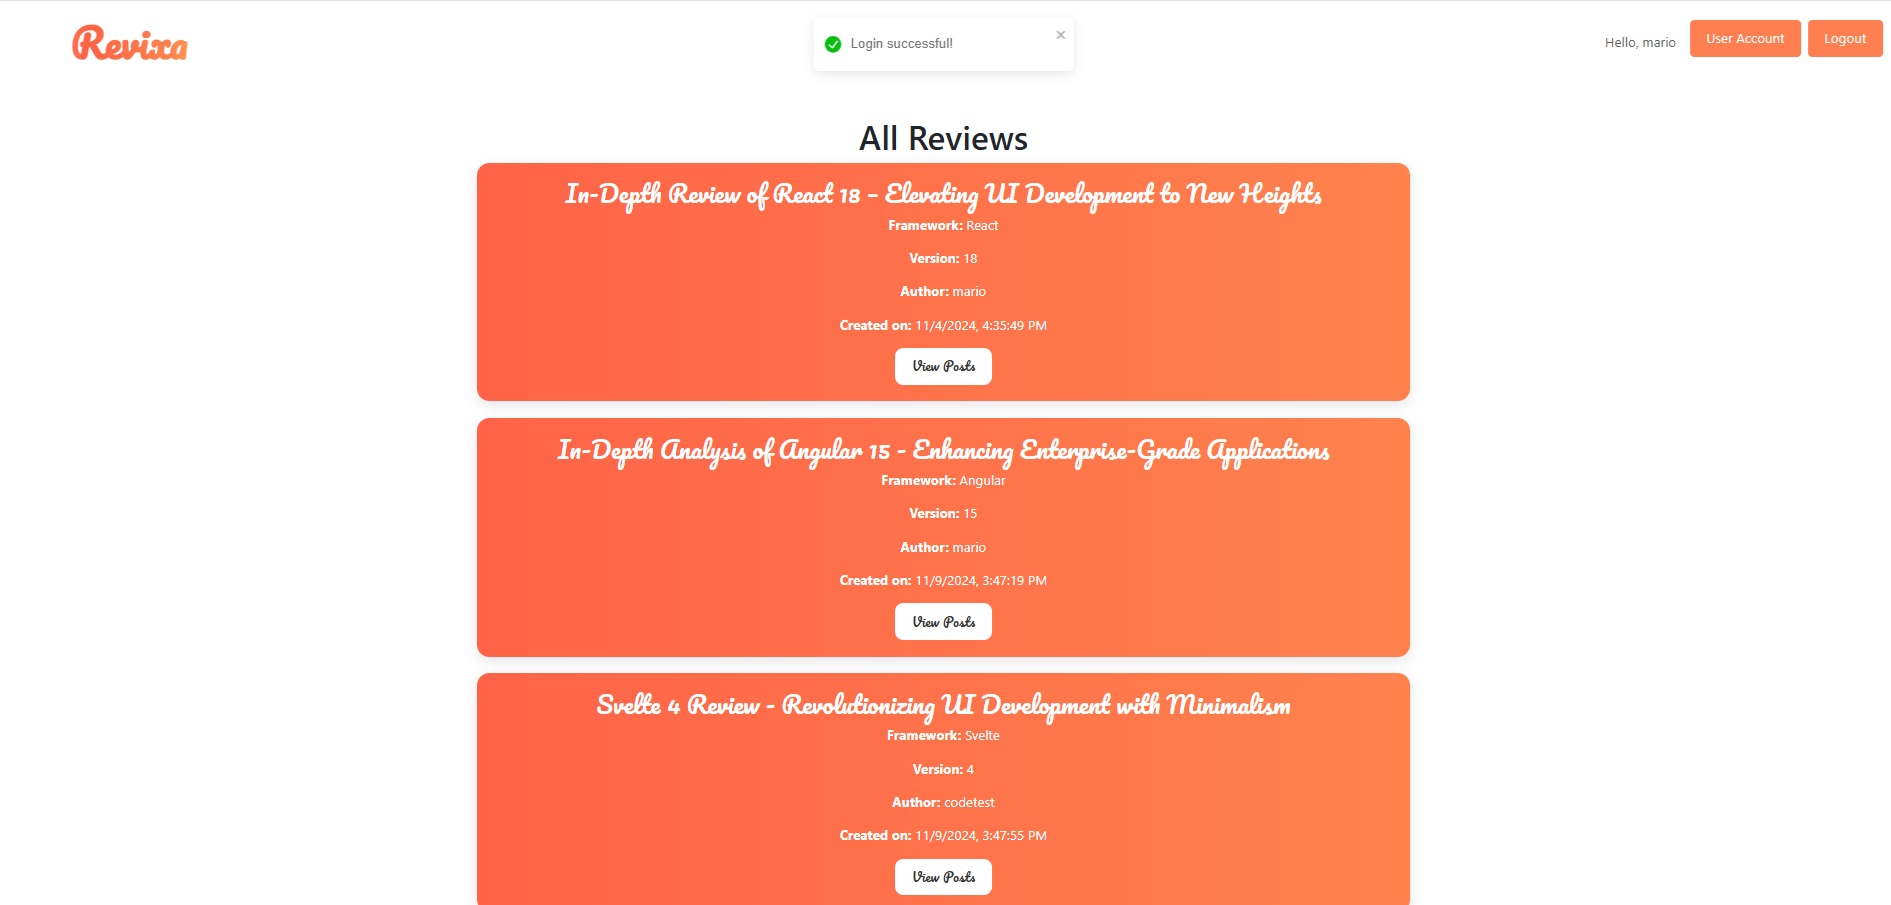 Revixa
Login successful!
Hello, mario
User Account
Logout
All Reviews
In-Depth Review of React 18 – Elevating UI Development to New Heights
Framework: React
Version: 18
Author: mario
Created on: 11/4/2024, 4:35:49 PM
View Posts
In-Depth Analysis of Angular 15 - Enhancing Enterprise-Grade Applications
Framework: Angular
Version: 15
Author: mario
Created on: 11/9/2024, 3:47:19 PM
View Posts
Svelte 4 Review - Revolutionizing UI Development with Minimalism
Framework: Svelte
Version: 4
Author: codetest
Created on: 11/9/2024, 3:47:55 PM
View Posts